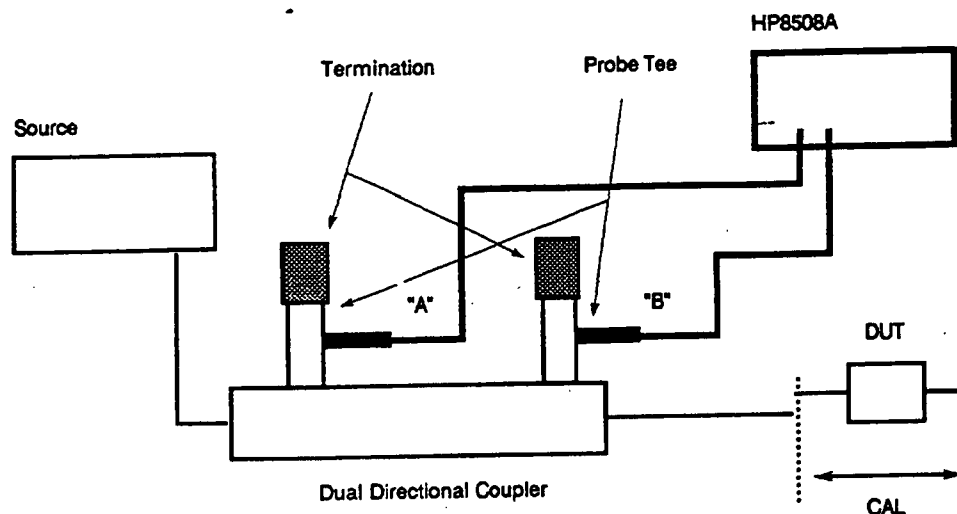 HP8508A
Termination
Probe Tee
Source
"A"
"B"
DUT
Dual Directional Coupler
CAL